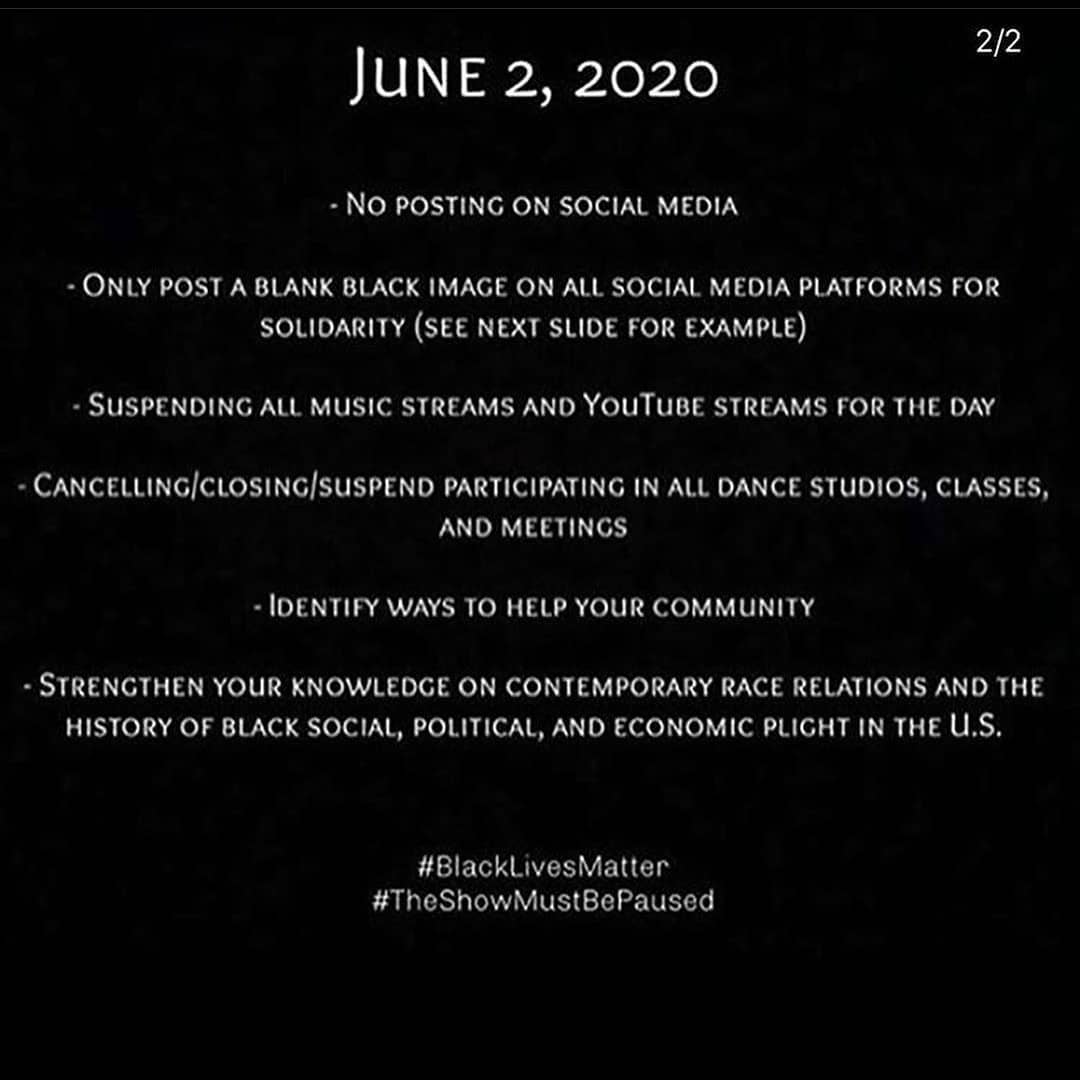 2/2
June 2, 2020
- No posting on social media
- Only post a blank black image on all social media platforms for
solidarity (see next slide for example)
- Suspending all music streams and YouTube streams for the day
- Cancelling/closing/suspend participating in all dance studios, classes,
and meetings
- Identify ways to help your community
- Strengthen your knowledge on contemporary race relations and the
history of black social, political, and economic plight in the U.S.
#BlackLivesMatter
#TheShowMustBePaused